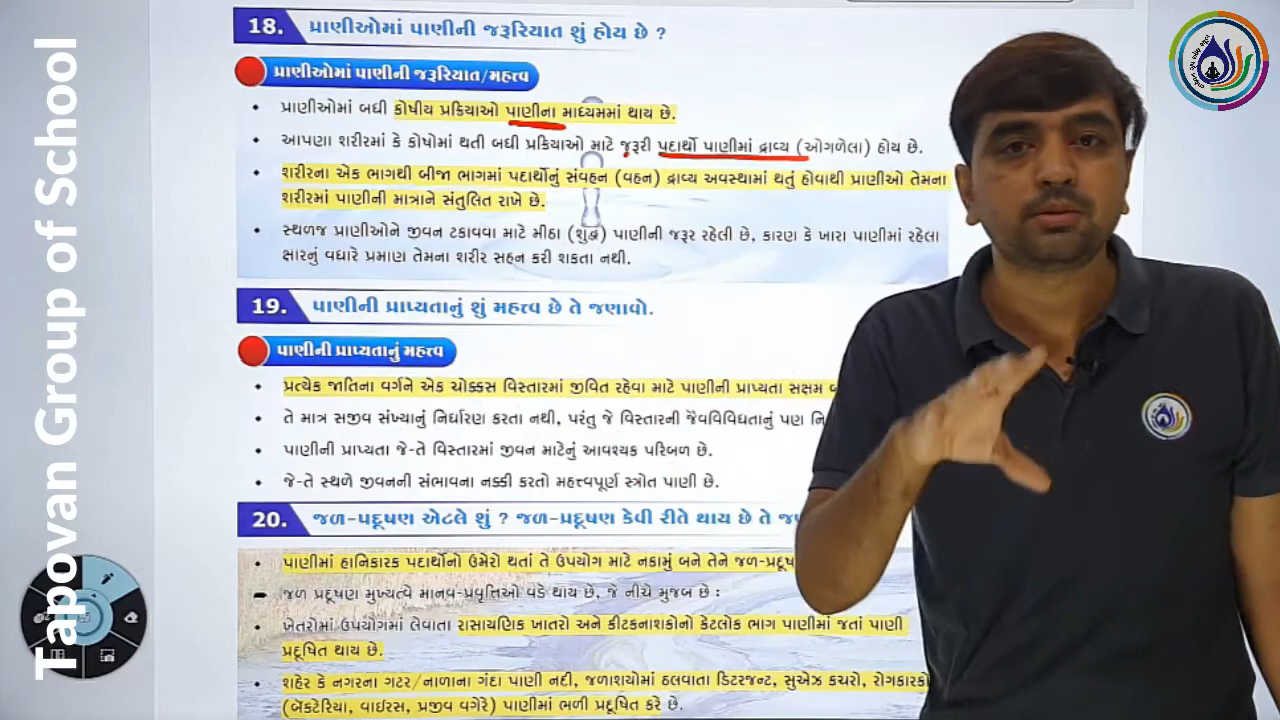 18. પ્રાણીઓમાં પાણીની જરૂરિયાત શું હોય છે ?
પ્રાણીઓમાં પાણીની જરૂરિયાત/મહત્ત્વ
• પ્રાણીઓમાં બધી કોષીય પ્રક્રિયાઓ પાણીના માધ્યમમાં થાય છે.
• આપણા શરીરમાં કે કોષોમાં થતી બધી પ્રક્રિયાઓ માટે જરૂરી પદાર્થો પાણીમાં દ્રાવ્ય (ઓગળેલા) હોય છે.
• શરીરના એક ભાગથી બીજા ભાગમાં પદાર્થોનું સંવહન (વહન) દ્રાવ્ય અવસ્થામાં થતું હોવાથી પ્રાણીઓ તેમના
શરીરમાં પાણીની માત્રાને સંતુલિત રાખે છે.
• સ્થળજ પ્રાણીઓને જીવન ટકાવવા માટે મીઠા (શુદ્ધ) પાણીની જરૂર રહેલી છે, કારણ કે ખારા પાણીમાં રહેલા
ક્ષારનું વધારે પ્રમાણ તેમના શરીર સહન કરી શકતા નથી.
19. પાણીની પ્રાપ્યતાનું શું મહત્ત્વ છે તે જણાવો.
પાણીની પ્રાપ્યતાનું મહત્ત્વ
• પ્રત્યેક જાતિના વર્ગને એક ચોક્કસ વિસ્તારમાં જીવિત રહેવા માટે પાણીની પ્રાપ્યતા સક્ષમ
• તે માત્ર સજીવ સંખ્યાનું નિર્ધારણ કરતા નથી, પરંતુ જે વિસ્તારની જૈવવિવિધતાનું પણ
• પાણીની પ્રાપ્યતા જે-તે વિસ્તારમાં જીવન માટેનું આવશ્યક પરિબળ છે.
• જે-તે સ્થળે જીવનની સંભાવના નક્કી કરતો મહત્ત્વપૂર્ણ સ્ત્રોત પાણી છે.
20. જળ-પદૂષણ એટલે શું ? જળ-પ્રદૂષણ કેવી રીતે થાય છે તે
• પાણીમાં હાનિકારક પદાર્થોનો ઉમેરો થતાં તે ઉપયોગ માટે નકામું બને તેને જળ-પ્રદૂષ
જળ પ્રદૂષણ મુખ્યત્વે માનવ-પ્રવૃત્તિઓ વડે થાય છે, જે નીચે મુજબ છે :
• ખેતરોમાં ઉપયોગમાં લેવાતા રાસાયણિક ખાતરો અને કીટકનાશકોનો કેટલોક ભાગ પાણીમાં જતાં પાણી
પ્રદૂષિત થાય છે.
• શહેર કે નગરના ગટર/નાળાના ગંદા પાણી નદી, જળાશયોમાં ઠલવાતા ડિટરજન્ટ, સુએઝ કચરો, રોગકારકો
(બૅક્ટેરિયા, વાઇરસ, પ્રજીવ વગેરે) પાણીમાં ભળી પ્રદૂષિત કરે છે.
Tapovan Group of School